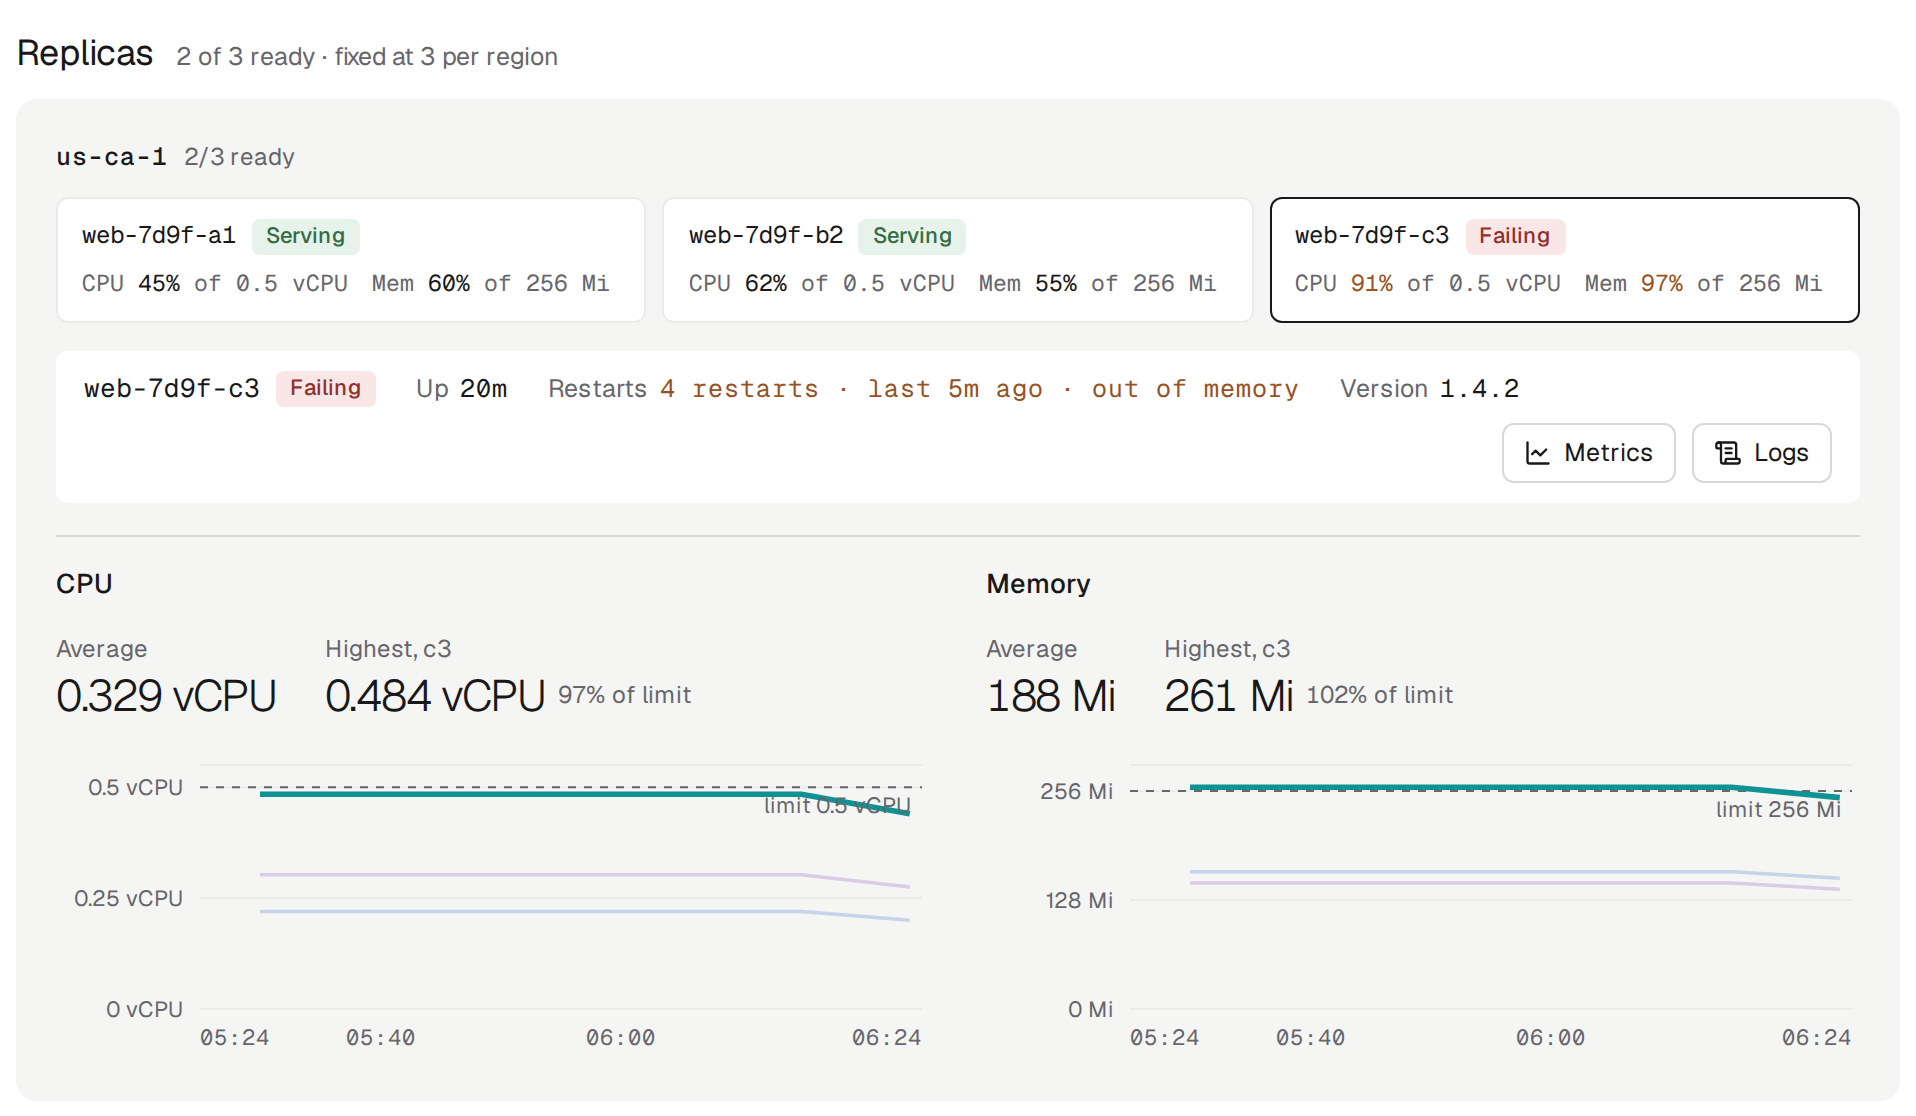 Replicas 2 of 3 ready · fixed at 3 per region
us-ca-1 2/3 ready
web-7d9f-a1 Serving
CPU 45% of 0.5 vCPU Mem 60% of 256 Mi
web-7d9f-b2 Serving
CPU 62% of 0.5 vCPU Mem 55% of 256 Mi
web-7d9f-c3 Failing
CPU 91% of 0.5 vCPU Mem 97% of 256 Mi
web-7d9f-c3 Failing Up 20m Restarts 4 restarts · last 5m ago · out of memory Version 1.4.2
Metrics Logs
CPU
Average
0.329 vCPU
Highest, c3
0.484 vCPU 97% of limit
0.5 vCPU
limit 0.5 vCPU
0.25 vCPU
0 vCPU
05:24 05:40 06:00 06:24
Memory
Average
188 Mi
Highest, c3
261 Mi 102% of limit
256 Mi
limit 256 Mi
128 Mi
0 Mi
05:24 05:40 06:00 06:24